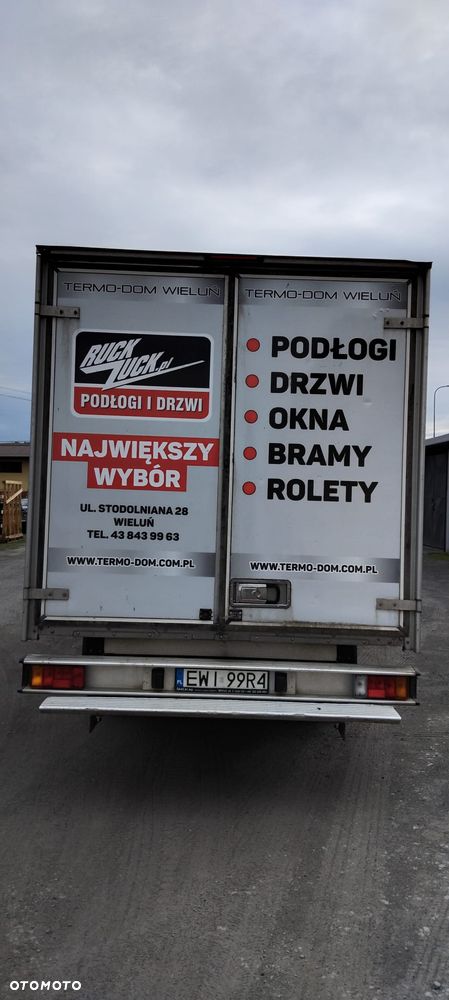 TERMO-DOM WIELUŃ
RUCK
ZUCK.pl
PODŁOGI I DRZWI
NAJWIĘKSZY
WYBÓR
UL. STODOLNIANA 28
WIELUŃ
TEL. 43 843 99 63
WWW.TERMO-DOM.COM.PL
TERMO-DOM WIELUŃ
PODŁOGI
DRZWI
OKNA
BRAMY
ROLETY
WWW.TERMO-DOM.COM.PL
PL
EWI 99R4
OTOMOTO